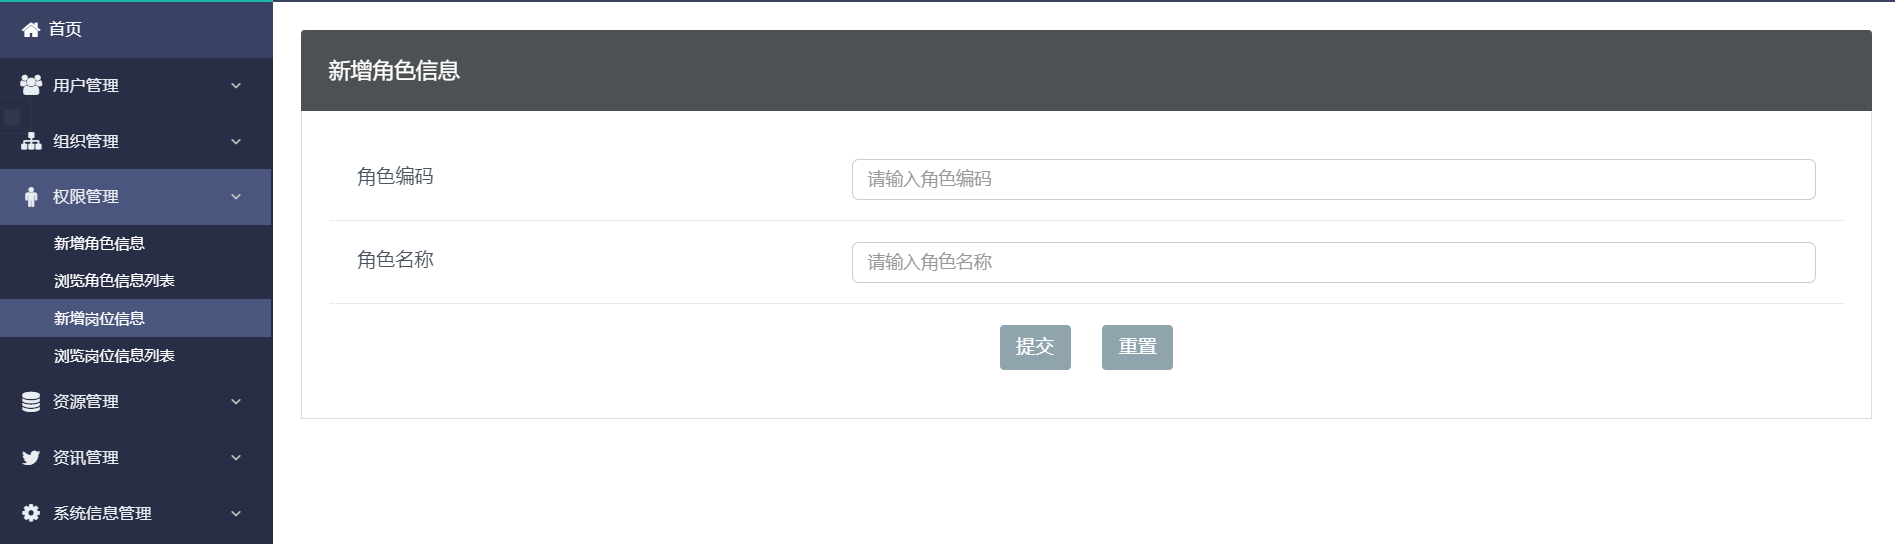 首页
用户管理
组织管理
权限管理
新增角色信息
浏览角色信息列表
新增岗位信息
浏览岗位信息列表
资源管理
资讯管理
系统信息管理
新增角色信息
角色编码
请输入角色编码
角色名称
请输入角色名称
提交 重置